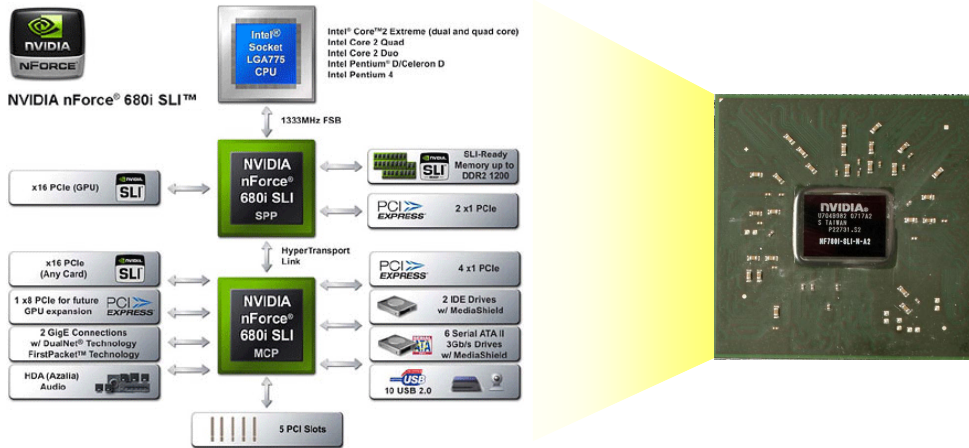 NVIDIA
NFORCE
NVIDIA nForce® 680i SLI™
Intel®
Socket
LGA775
CPU
Intel® Core™2 Extreme (dual and quad core)
Intel Core 2 Quad
Intel Core 2 Duo
Intel Pentium® D/Celeron D
Intel Pentium 4
1333MHz FSB
x16 PCIe (GPU)
SLI
NVIDIA
nForce®
680i SLI
SPP
SLI
SLI-Ready
Memory up to
DDR2 1200
PCI
EXPRESS
2 x1 PCIe
HyperTransport
Link
x16 PCIe
(Any Card)
SLI
1 x8 PCIe for future
GPU expansion
PCI
EXPRESS
2 GigE Connections
w/ DualNet® Technology
FirstPacket™ Technology
HDA (Azalia)
Audio
NVIDIA
nForce®
680i SLI
MCP
PCI
EXPRESS
4 x1 PCIe
2 IDE Drives
w/ MediaShield
SERIAL
ATA
6 Serial ATA II
3Gb/s Drives
w/ MediaShield
USB
10 USB 2.0
5 PCI Slots
NVIDIA®
0717A2
S TAIWAN
P22701.S2
NF780I-SLI-N-A2